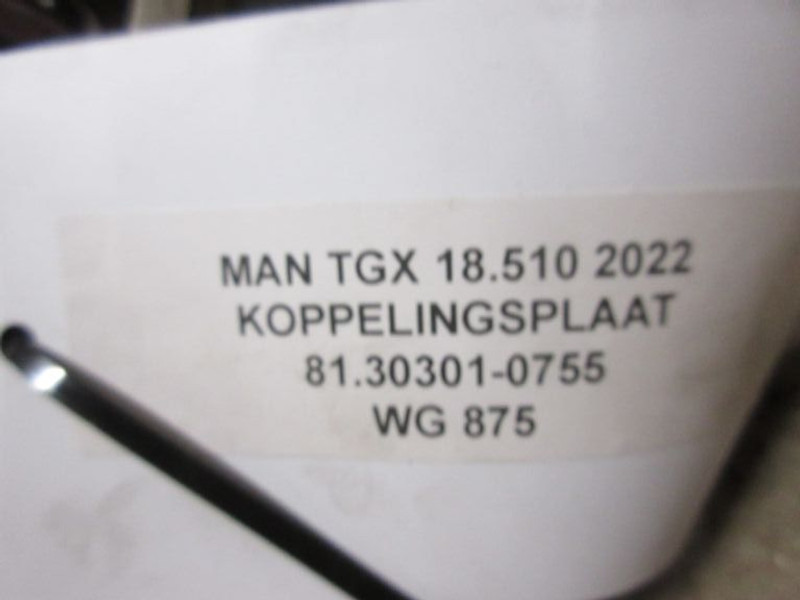 MAN TGX 18.510 2022
KOPPELINGSPLAAT
81.30301-0755
WG 875